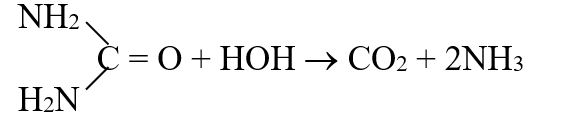 NH2
C = O + HOH → CO2 + 2NH3
H2N